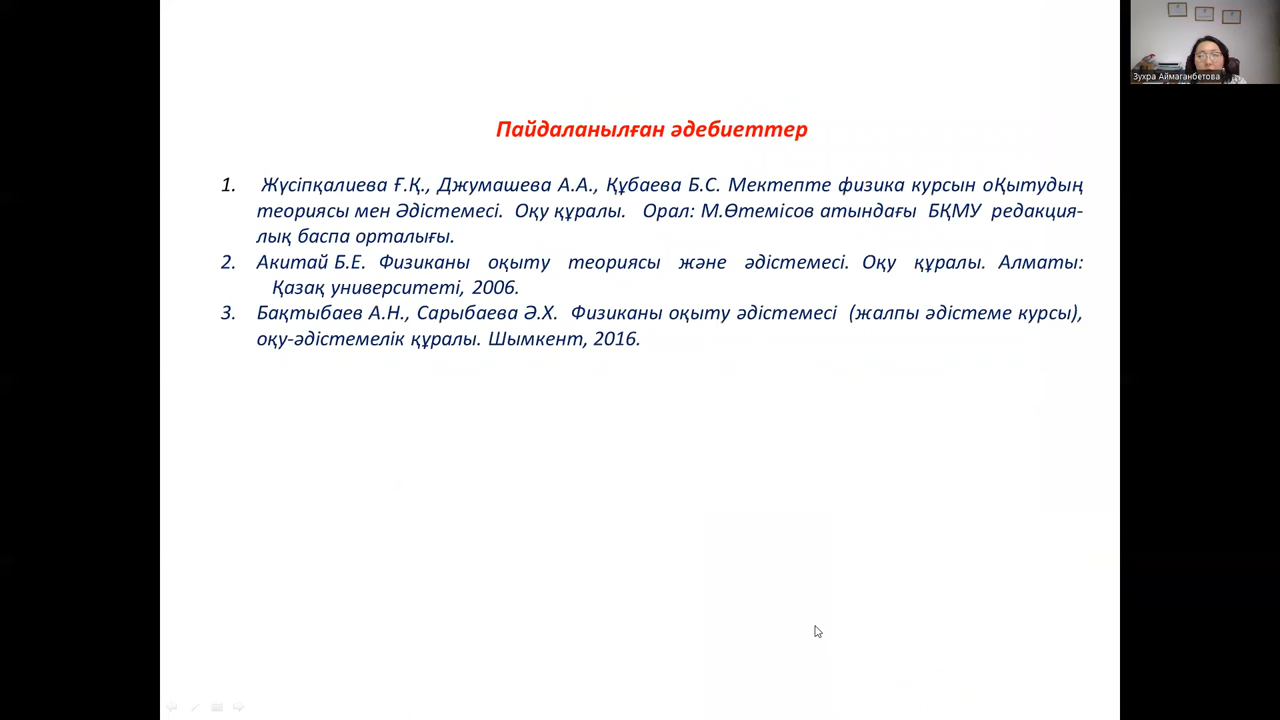 Зухра Аймаганбетова
Пайдаланылған әдебиеттер
1. Жүсіпқалиева Ғ.Қ., Джумашева А.А., Құбаева Б.С. Мектепте физика курсын оҚытудың
теориясы мен Әдістемесі. Оқу құралы. Орал: М.Өтемісов атындағы БҚМУ редакция-
лық баспа орталығы.
2. Акитай Б.Е. Физиканы оқыту теориясы және әдістемесі. Оқу құралы. Алматы:
Қазақ университеті, 2006.
3. Бақтыбаев А.Н., Сарыбаева Ә.Х. Физиканы оқыту әдістемесі (жалпы әдістеме курсы),
оқу-әдістемелік құралы. Шымкент, 2016.